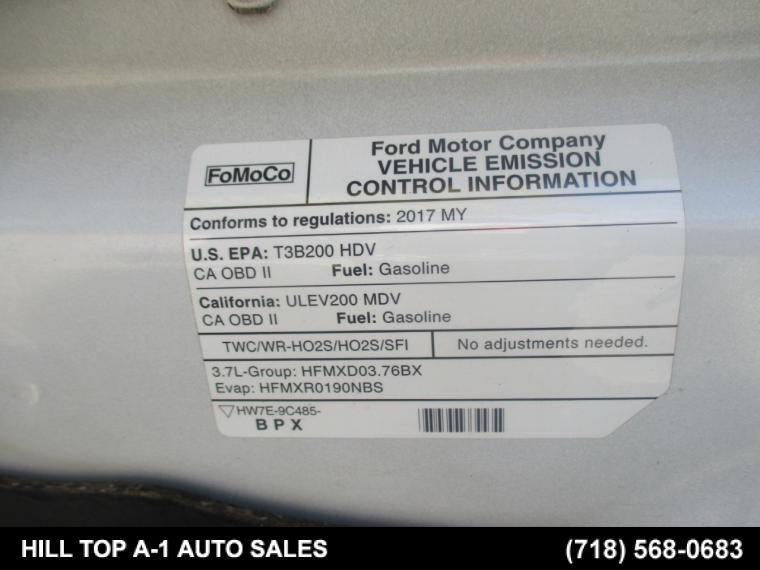 FoMoCo
Ford Motor Company
VEHICLE EMISSION
CONTROL INFORMATION
Conforms to regulations: 2017 MY
U.S. EPA: T3B200 HDV
CA OBD II Fuel: Gasoline
California: ULEV200 MDV
CA OBD II Fuel: Gasoline
TWC/WR-HO2S/HO2S/SFI No adjustments needed.
3.7L-Group: HFMXD03.76BX
Evap: HFMXR0190NBS
HW7E-9C485-
BPX
HILL TOP A-1 AUTO SALES (718) 568-0683